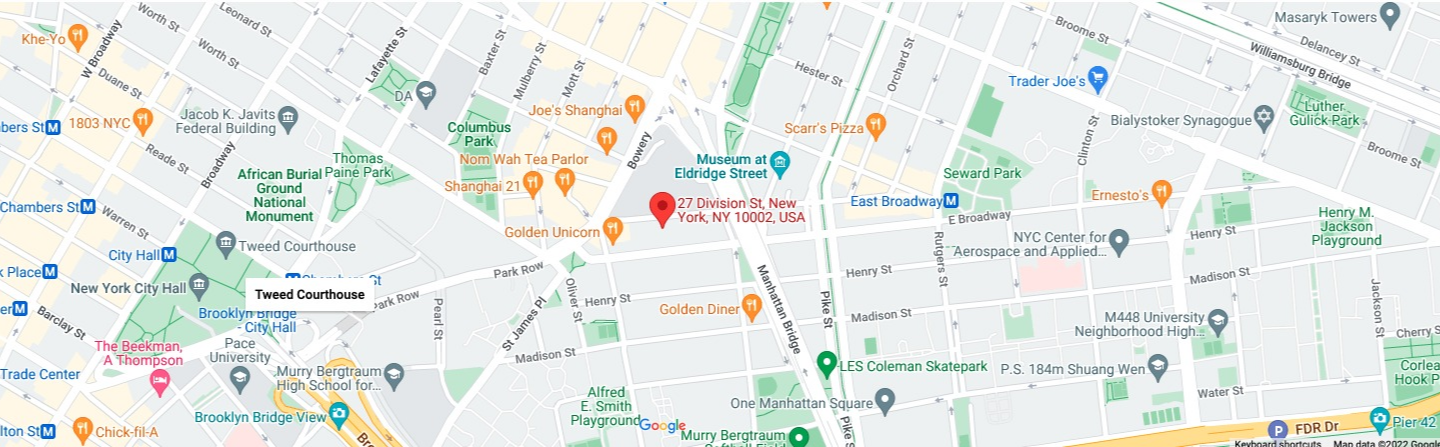 Khe-Yo
W Broadway
Worth St
Leonard St
Worth St
Lafayette St
Duane St
DA
Baxter St
Mulberry St
Mott St
Hester St
Orchard St
Broome St
Masaryk Towers
Delancey St
Williamsburg Bridge
Trader Joe's
1803 NYC
Jacob K. Javits
Federal Building
Reade St
Broadway
Columbus
Park
Joe's Shanghai
Bowery
Scarr's Pizza
Clinton St
Bialystoker Synagogue
Luther
Gulick Park
Broome St
Thomas
Paine Park
African Burial
Ground
National
Monument
Nom Wah Tea Parlor
Shanghai 21
Museum at
Eldridge Street
Seward Park
Ernesto's
Chambers St
Warren St
27 Division St, New
York, NY 10002, USA
East Broadway
E Broadway
Henry M.
Jackson
Playground
City Hall
Tweed Courthouse
Golden Unicorn
Rutgers St
NYC Center for
Aerospace and Applied...
Henry St
Place
New York City Hall
Chambers St
Park Row
Henry St
Madison St
Tweed Courthouse
Park Row
Oliver St
Henry St
Manhattan Bridge
Pike St
Jackson St
Barclay St
Brooklyn Bridge
- City Hall
Pearl St
St James Pl
Golden Diner
Madison St
M448 University
Neighborhood High...
Cherry S
The Beekman,
A Thompson
Pace
University
Madison St
Trade Center
Murry Bergtraum
High School for...
LES Coleman Skatepark
P.S. 184m Shuang Wen
Corlea
Hook P
Water St
Alfred
E. Smith
Playground
One Manhattan Square
Brooklyn Bridge View
Chick-fil-A
Google
Murry Bergtraum
Softball Field
Pike S
FDR Dr
Pier 42
Keyboard shortcuts
Map data ©2022 Google